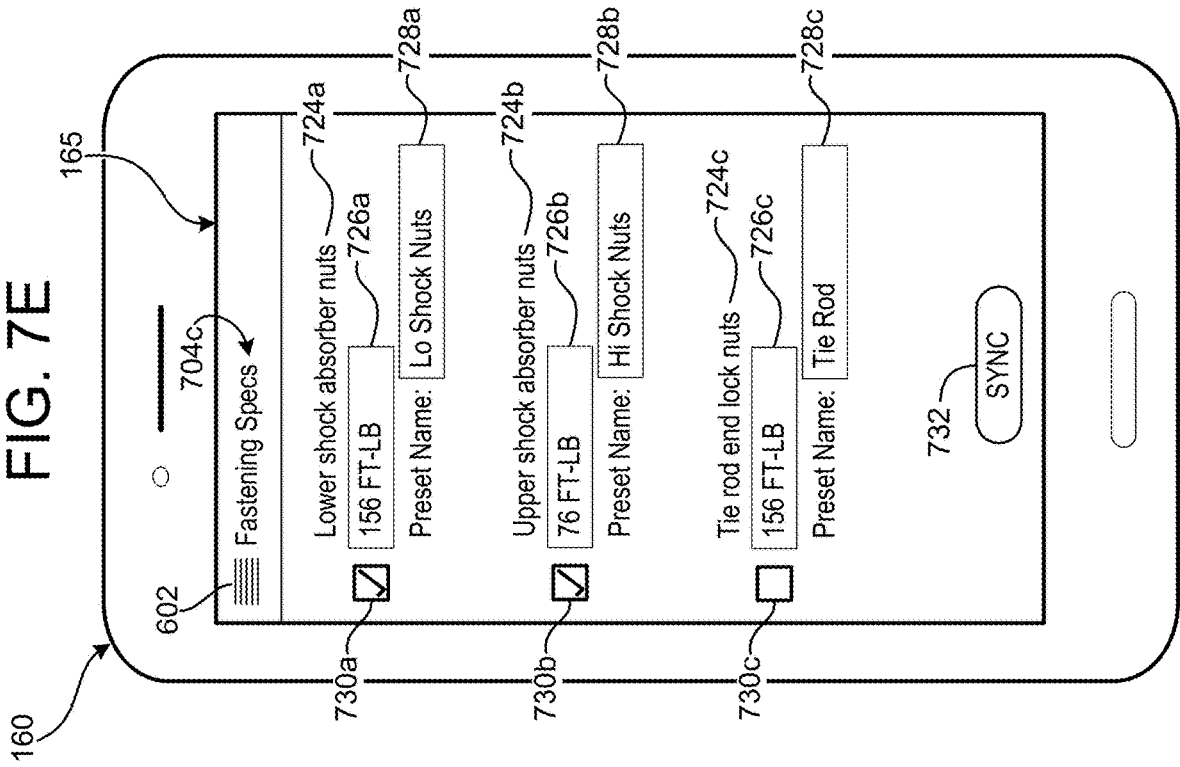 FIG. 7E
160
165
602
704c
Fastening Specs
Lower shock absorber nuts
724a
730a
156 FT-LB
726a
Preset Name:
Lo Shock Nuts
728a
Upper shock absorber nuts
724b
730b
76 FT-LB
726b
Preset Name:
Hi Shock Nuts
728b
Tie rod end lock nuts
724c
730c
156 FT-LB
726c
Preset Name:
Tie Rod
728c
732
SYNC